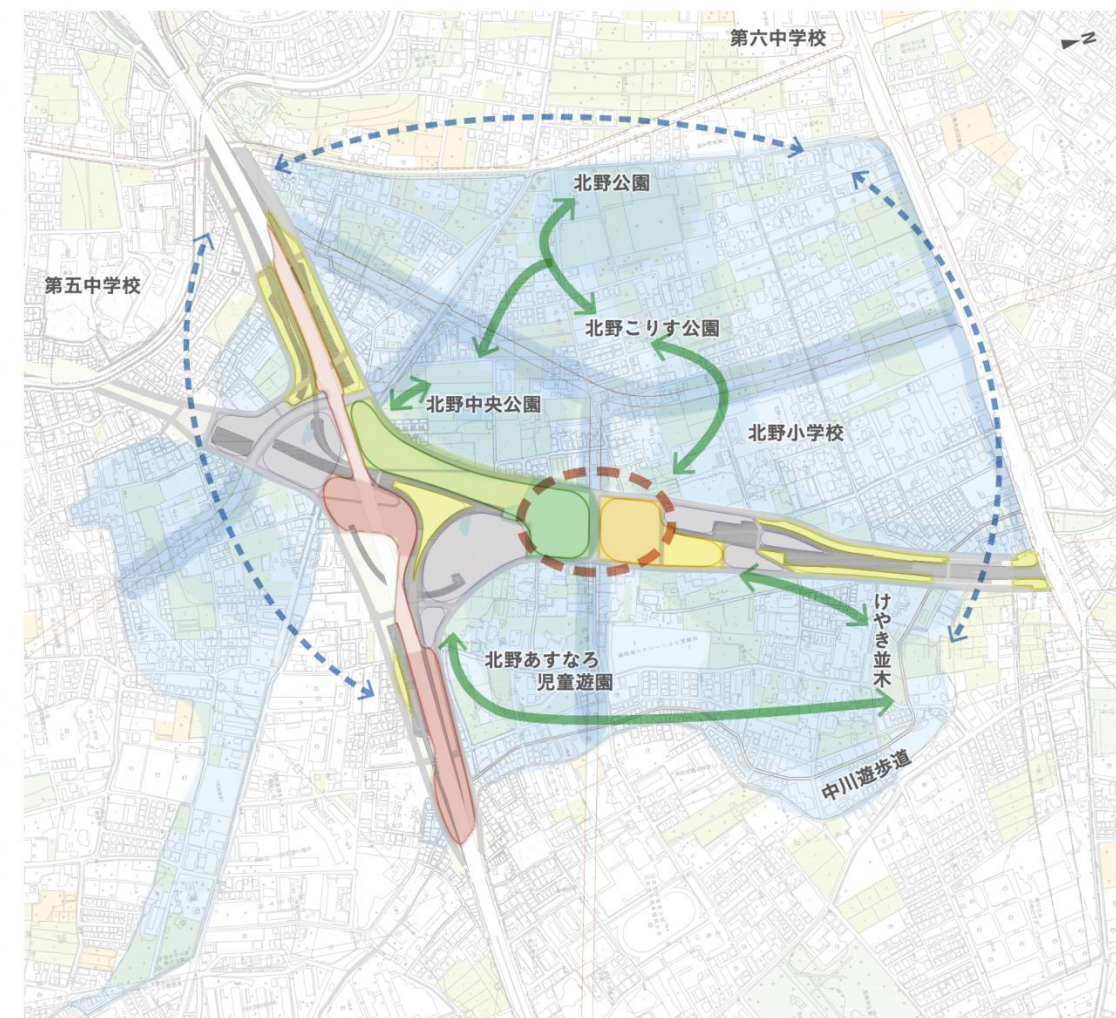 第六中学校
N
北野公園
第五中学校
北野こりす公園
北野中央公園
北野小学校
けやき並木
北野あすなろ
児童遊園
中川遊歩道